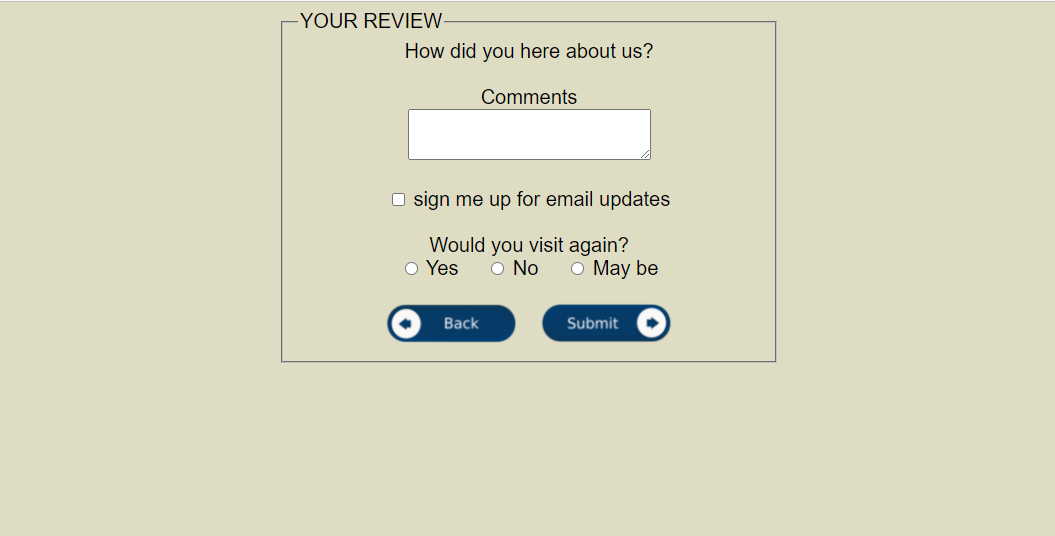 YOUR REVIEW
How did you here about us?
Comments
sign me up for email updates
Would you visit again?
Yes No May be
Back Submit